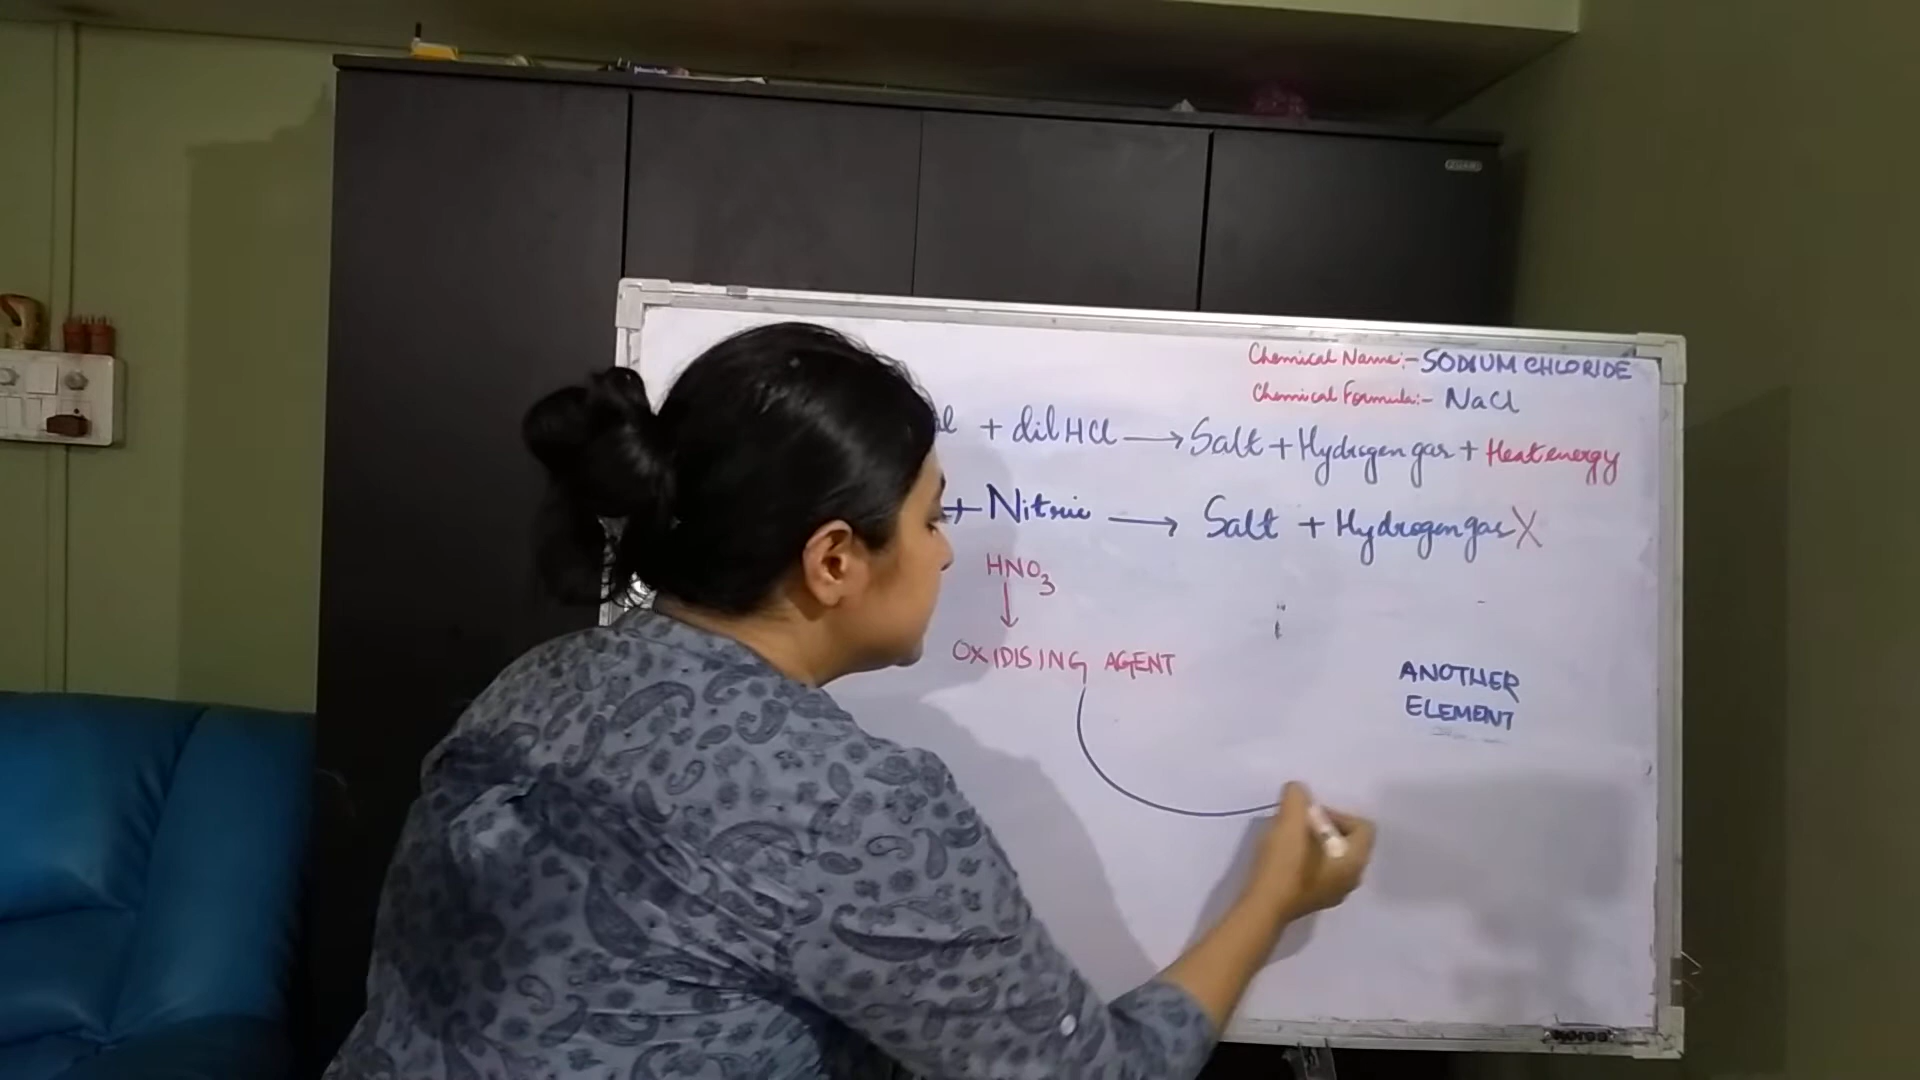 Chemical Name:- SODIUM CHLORIDE
Chemical Formula:- NaCl
+ dil HCl → Salt + Hydrogen gas + Heat energy
+ Nitric → Salt + Hydrogen gas X
HNO3
↓
OXIDISING AGENT
ANOTHER
ELEMENT